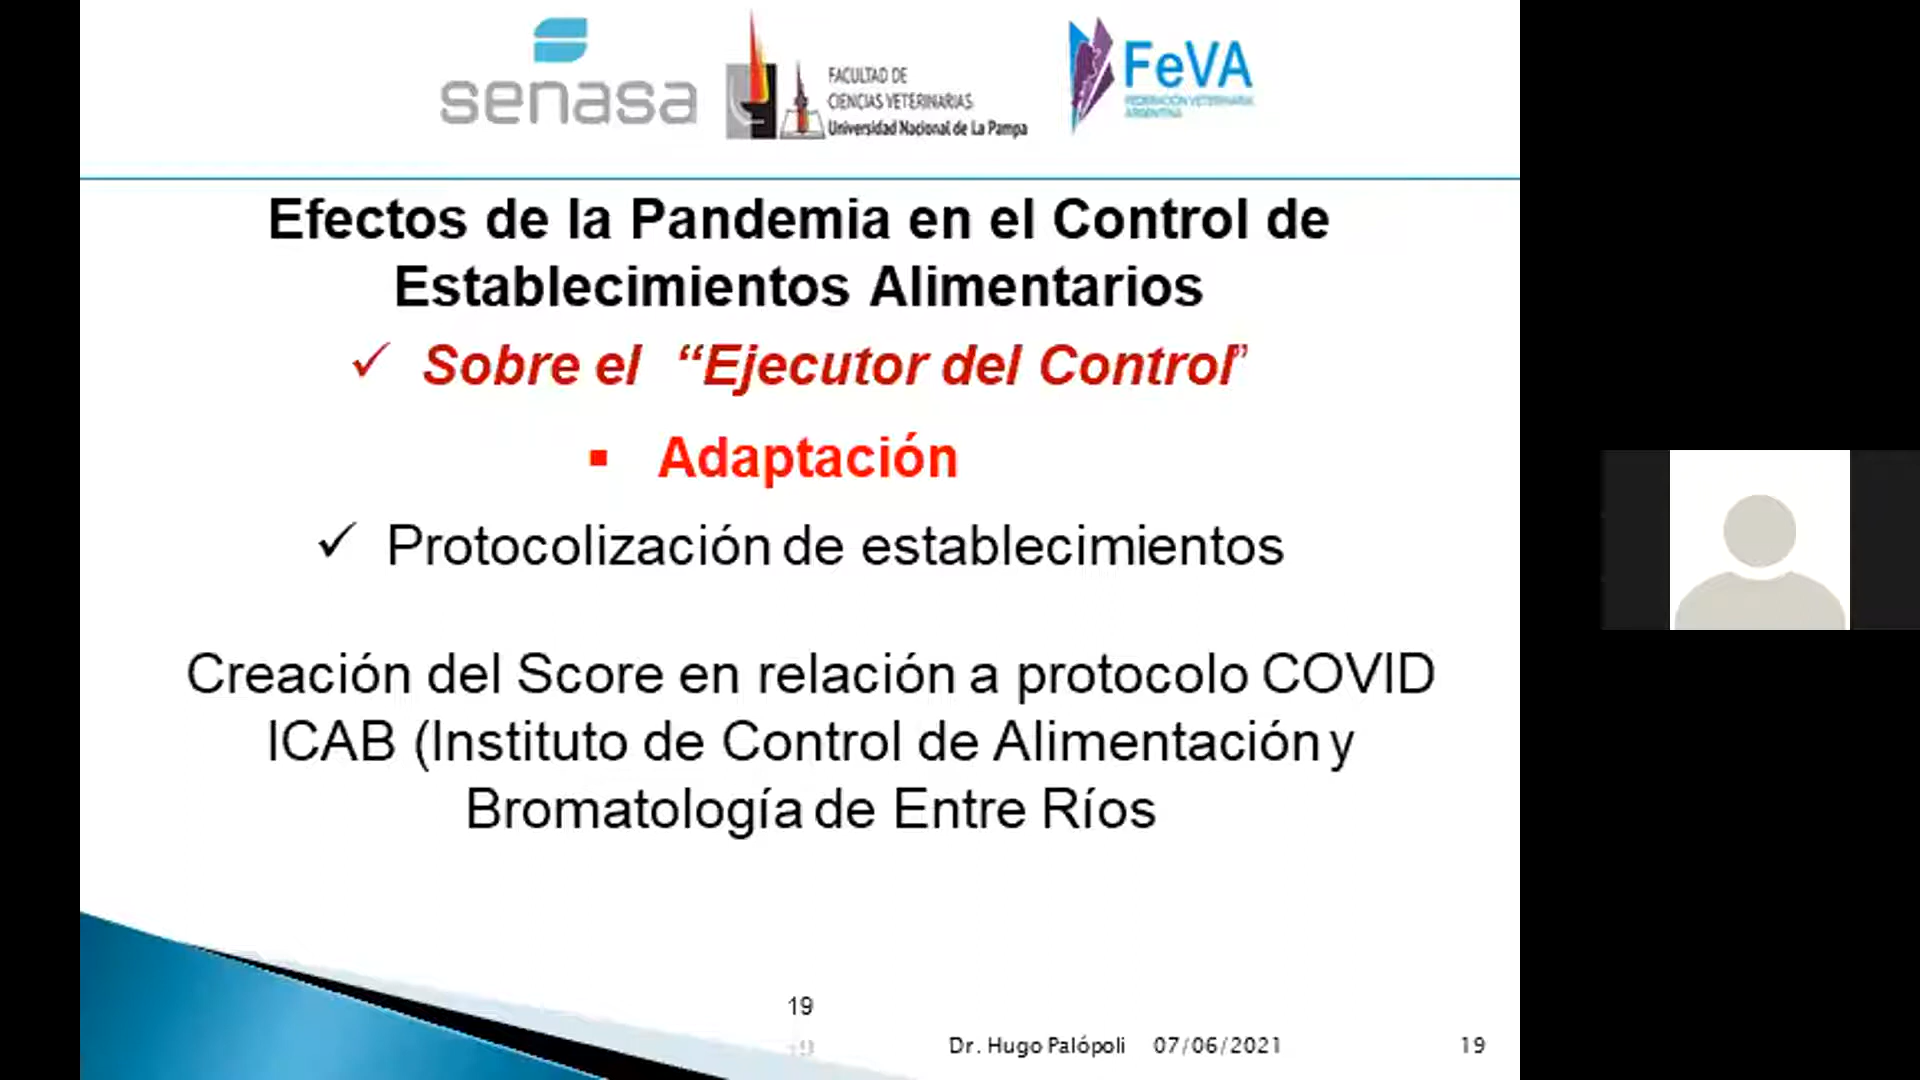 senasa
FACULTAD DE
CIENCIAS VETERINARIAS
Universidad Nacional de La Pampa
FeVA
FEDERACIÓN VETERINARIA
ARGENTINA
Efectos de la Pandemia en el Control de
Establecimientos Alimentarios
✓ Sobre el “Ejecutor del Control”
▪ Adaptación
✓ Protocolización de establecimientos
Creación del Score en relación a protocolo COVID
ICAB (Instituto de Control de Alimentación y
Bromatología de Entre Ríos
19
Dr. Hugo Palópoli 07/06/2021 19